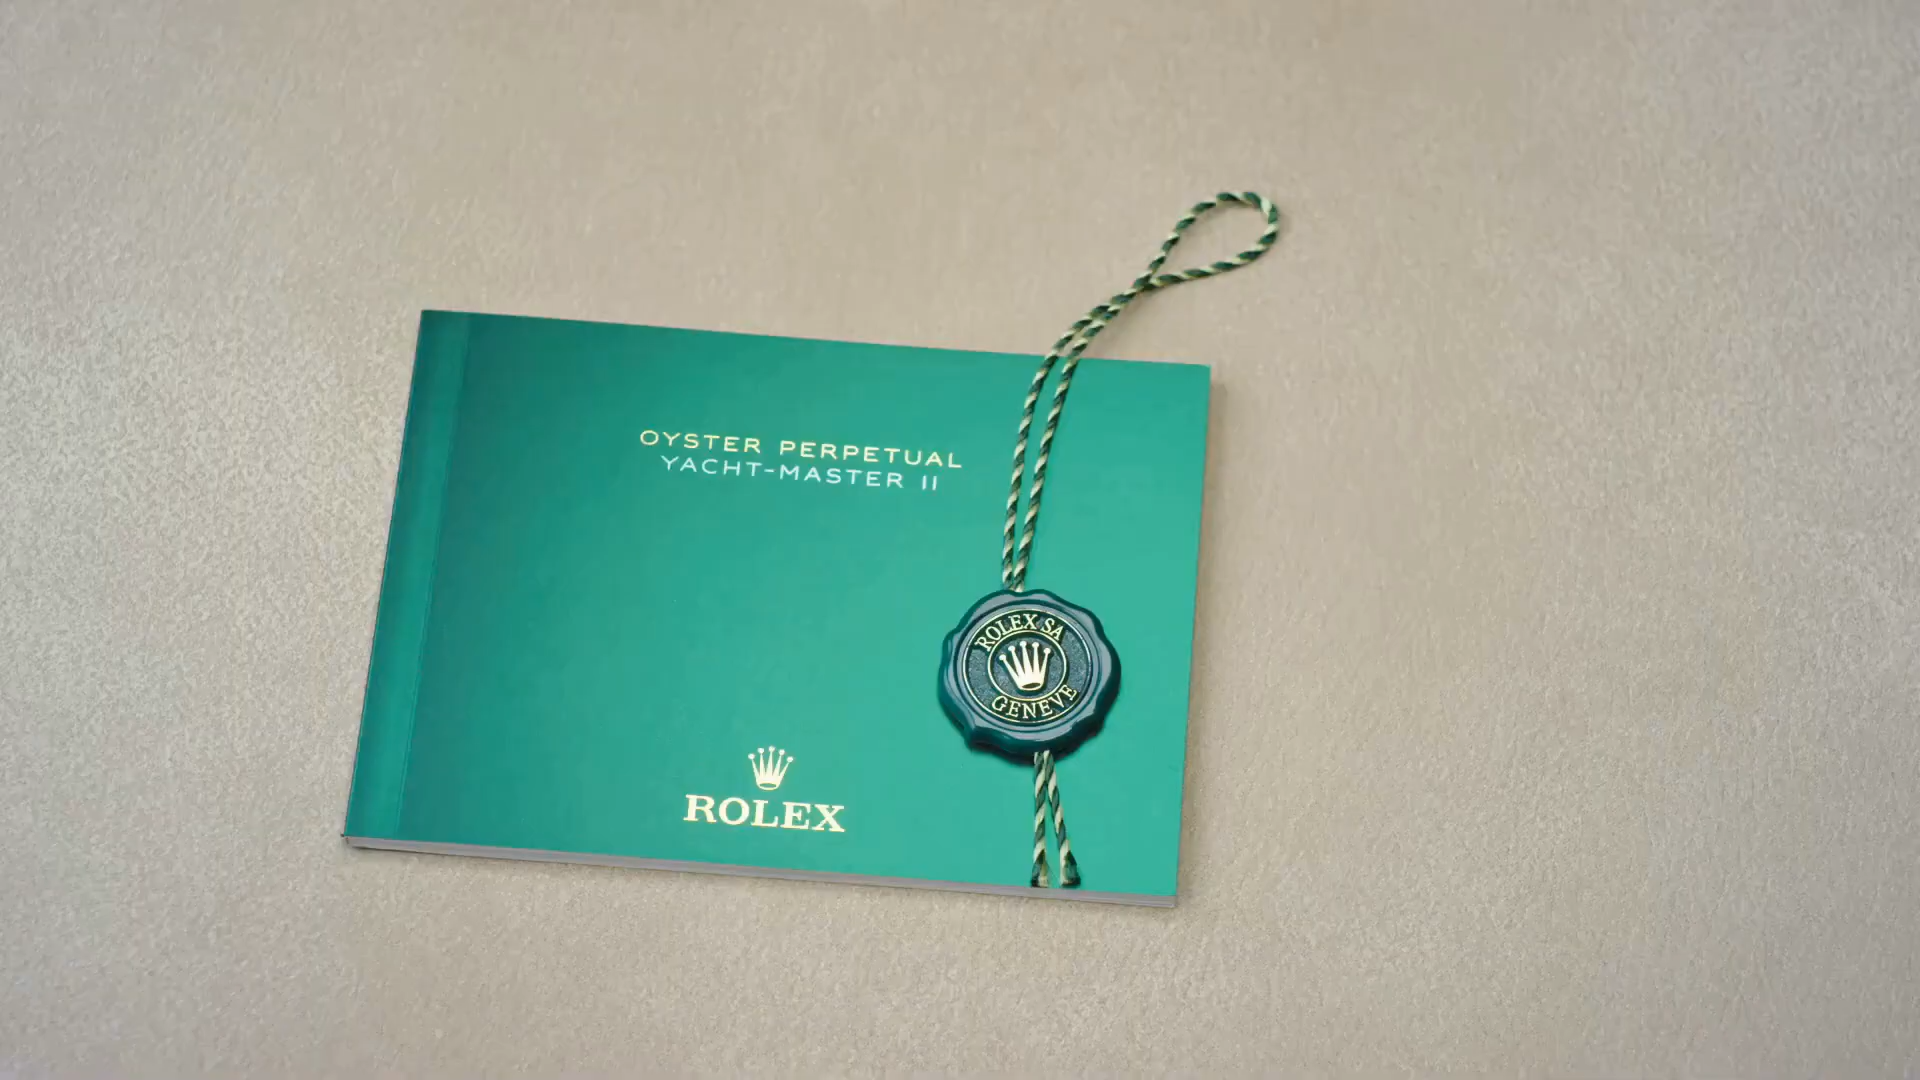 OYSTER PERPETUAL
YACHT-MASTER II
ROLEX SA
GENEVE
ROLEX